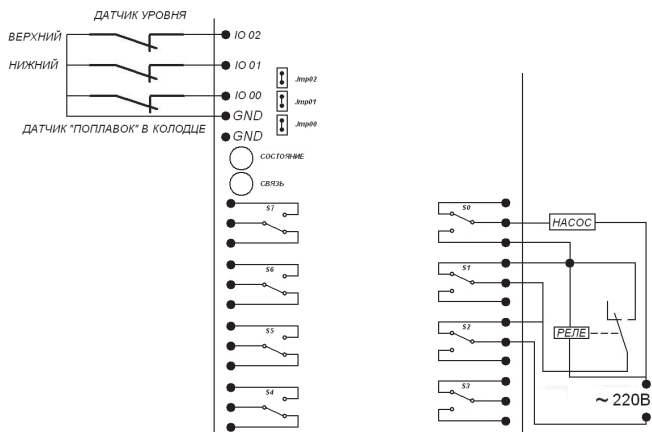 ДАТЧИК УРОВНЯ
ВЕРХНИЙ
IO 02
НИЖНИЙ
IO 01
Jmp02
IO 00
Jmp01
GND
ДАТЧИК "ПОПЛАВОК" В КОЛОДЦЕ
GND
Jmp00
СОСТОЯНИЕ
СВЯЗЬ
S7
S0
НАСОС
S6
S1
S5
S2
РЕЛЕ
S4
S3
~ 220В